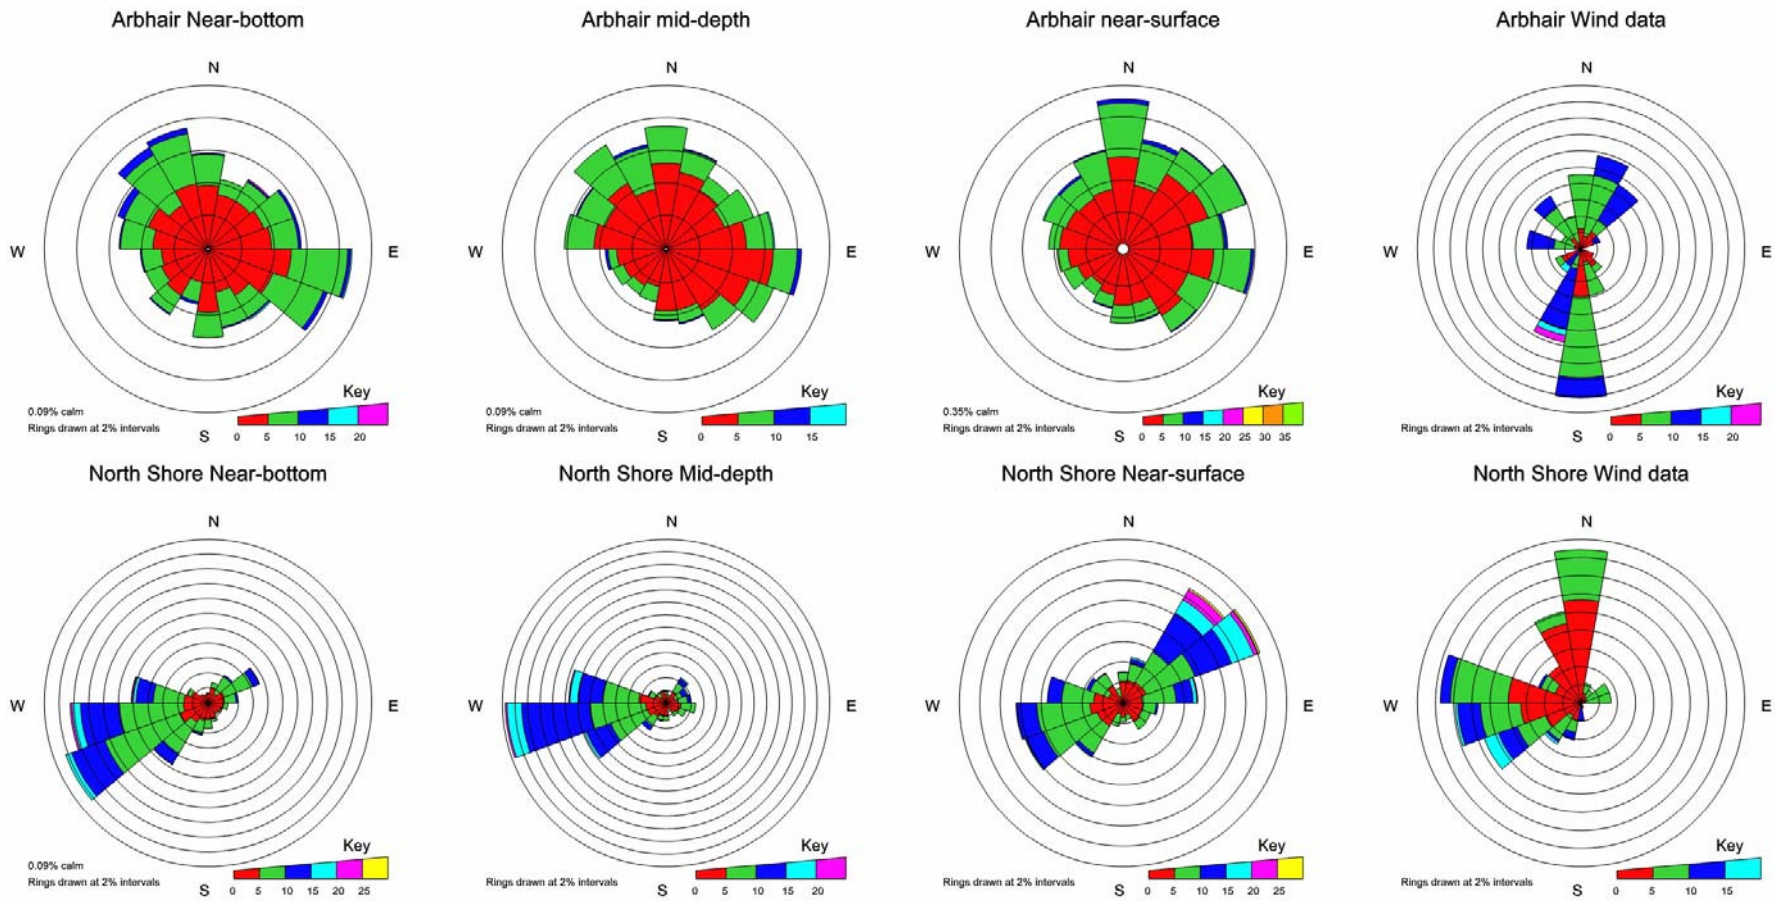 Arbhair Near-bottom
Arbhair mid-depth
Arbhair near-surface
Arbhair Wind data
N
N
N
N
W
E
W
E
W
E
W
E
Key
Key
Key
Key
0.09% calm
0.09% calm
0.35% calm
Rings drawn at 2% intervals
Rings drawn at 2% intervals
Rings drawn at 2% intervals
Rings drawn at 2% intervals
0 5 10 15 20
0 5 10 15
0 5 10 15 20 25 30 35
0 5 10 15 20
S
S
S
S
North Shore Near-bottom
North Shore Mid-depth
North Shore Near-surface
North Shore Wind data
N
N
N
N
W
E
W
E
W
E
W
E
Key
Key
Key
Key
0.09% calm
Rings drawn at 2% intervals
Rings drawn at 2% intervals
Rings drawn at 2% intervals
Rings drawn at 2% intervals
0 5 10 15 20 25
0 5 10 15 20
0 5 10 15 20 25
0 5 10 15
S
S
S
S